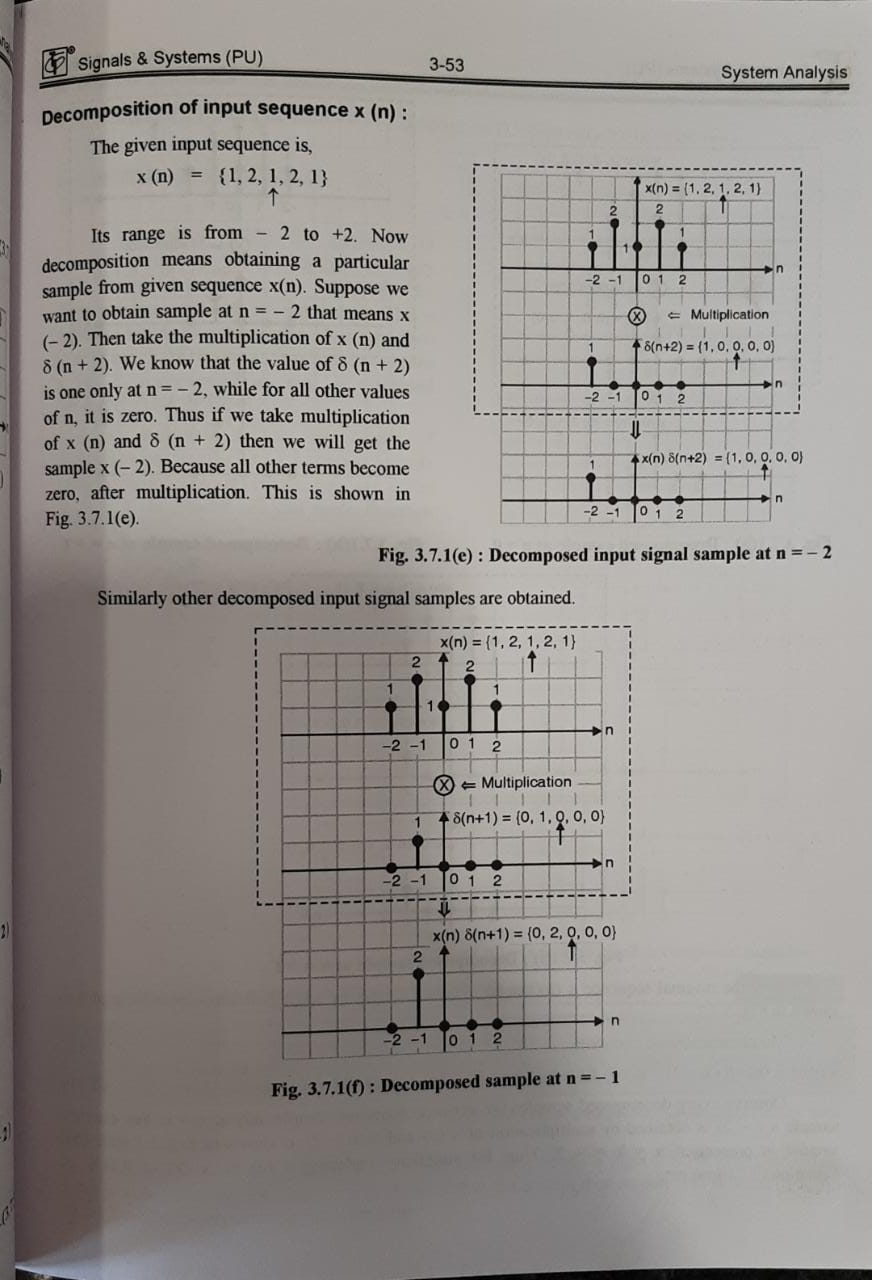 Signals & Systems (PU)
3-53
System Analysis
Decomposition of input sequence x (n) :
The given input sequence is,
x (n) = {1, 2, 1, 2, 1}
↑
Its range is from – 2 to +2. Now
decomposition means obtaining a particular
sample from given sequence x(n). Suppose we
want to obtain sample at n = – 2 that means x
(– 2). Then take the multiplication of x (n) and
δ (n + 2). We know that the value of δ (n + 2)
is one only at n = – 2, while for all other values
of n, it is zero. Thus if we take multiplication
of x (n) and δ (n + 2) then we will get the
sample x (– 2). Because all other terms become
zero, after multiplication. This is shown in
Fig. 3.7.1(e).
x(n) = {1, 2, 1, 2, 1}
↑
2 2
1 1
1
n
–2 –1 0 1 2
⊗ ⇐ Multiplication
1 δ(n+2) = {1, 0, 0, 0, 0}
↑
n
–2 –1 0 1 2
⇓
1 x(n) δ(n+2) = {1, 0, 0, 0, 0}
↑
n
–2 –1 0 1 2
Fig. 3.7.1(e) : Decomposed input signal sample at n = – 2
Similarly other decomposed input signal samples are obtained.
x(n) = {1, 2, 1, 2, 1}
↑
2 2
1 1
1
n
–2 –1 0 1 2
⊗ ⇐ Multiplication
1 δ(n+1) = {0, 1, 0, 0, 0}
↑
n
–2 –1 0 1 2
⇓
x(n) δ(n+1) = {0, 2, 0, 0, 0}
↑
2
n
–2 –1 0 1 2
Fig. 3.7.1(f) : Decomposed sample at n = – 1